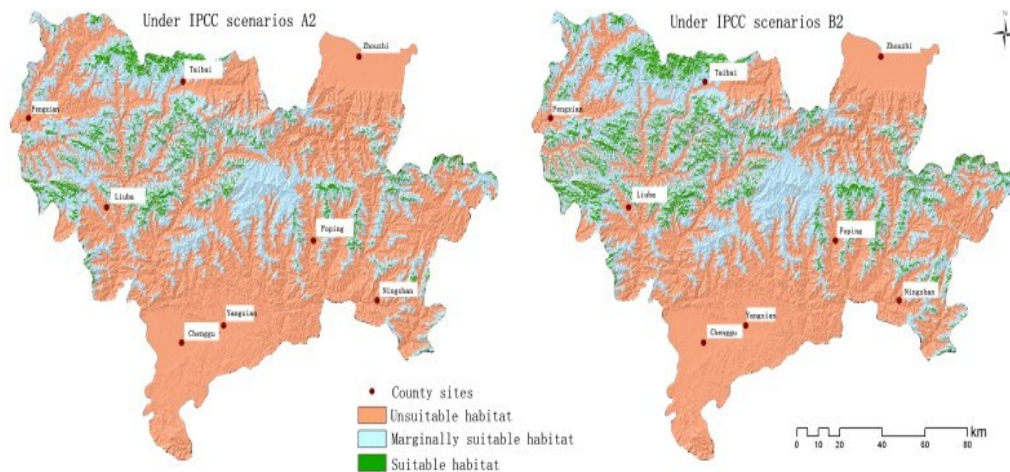 Under IPCC scenarios A2
Zhouzhi
Taibai
Fengxian
Liuba
Foping
Ningshan
Yangxian
Chenggu
Under IPCC scenarios B2
N
Zhouzhi
Taibai
Fengxian
Liuba
Foping
Ningshan
Yangxian
Chenggu
County sites
Unsuitable habitat
Marginally suitable habitat
Suitable habitat
0 5 10 20 40 60 80 km